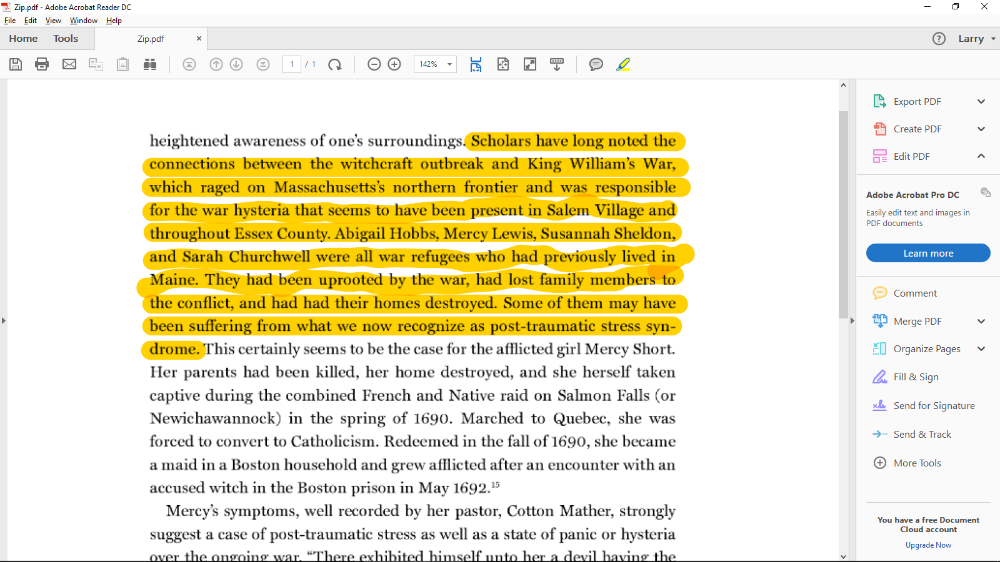 Zip.pdf - Adobe Acrobat Reader DC
File Edit View Window Help
Home Tools Zip.pdf × ? Larry
1 / 1 142%
heightened awareness of one’s surroundings. Scholars have long noted the
connections between the witchcraft outbreak and King William’s War,
which raged on Massachusetts’s northern frontier and was responsible
for the war hysteria that seems to have been present in Salem Village and
throughout Essex County. Abigail Hobbs, Mercy Lewis, Susannah Sheldon,
and Sarah Churchwell were all war refugees who had previously lived in
Maine. They had been uprooted by the war, had lost family members to
the conflict, and had had their homes destroyed. Some of them may have
been suffering from what we now recognize as post-traumatic stress syn-
drome. This certainly seems to be the case for the afflicted girl Mercy Short.
Her parents had been killed, her home destroyed, and she herself taken
captive during the combined French and Native raid on Salmon Falls (or
Newichawannock) in the spring of 1690. Marched to Quebec, she was
forced to convert to Catholicism. Redeemed in the fall of 1690, she became
a maid in a Boston household and grew afflicted after an encounter with an
accused witch in the Boston prison in May 1692.15
Mercy’s symptoms, well recorded by her pastor, Cotton Mather, strongly
suggest a case of post-traumatic stress as well as a state of panic or hysteria
over the ongoing war. “There exhibited himself unto her a devil having the
Export PDF
Create PDF
Edit PDF
Adobe Acrobat Pro DC
Easily edit text and images in
PDF documents
Learn more
Comment
Merge PDF
Organize Pages
Fill & Sign
Send for Signature
Send & Track
More Tools
You have a free Document
Cloud account
Upgrade Now